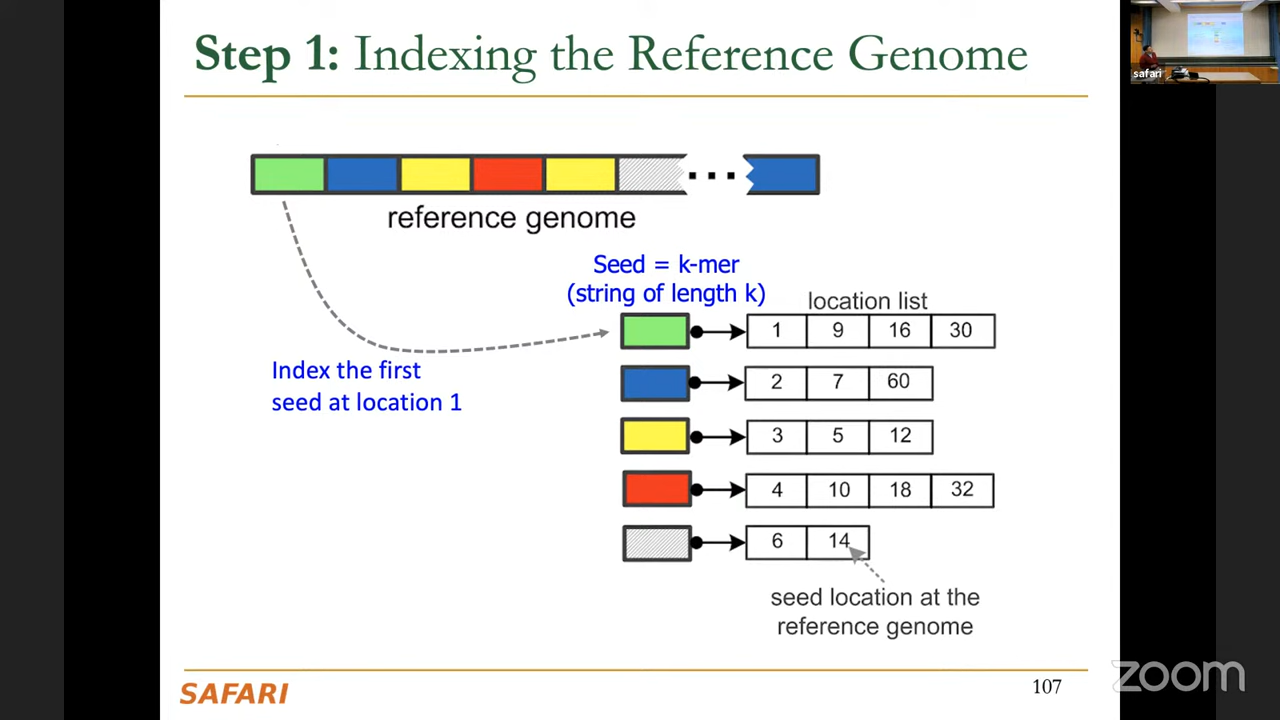 Step 1: Indexing the Reference Genome
safari
reference genome
Seed = k-mer
(string of length k)
location list
1 9 16 30
Index the first
seed at location 1
2 7 60
3 5 12
4 10 18 32
6 14
seed location at the
reference genome
SAFARI
107
zoom